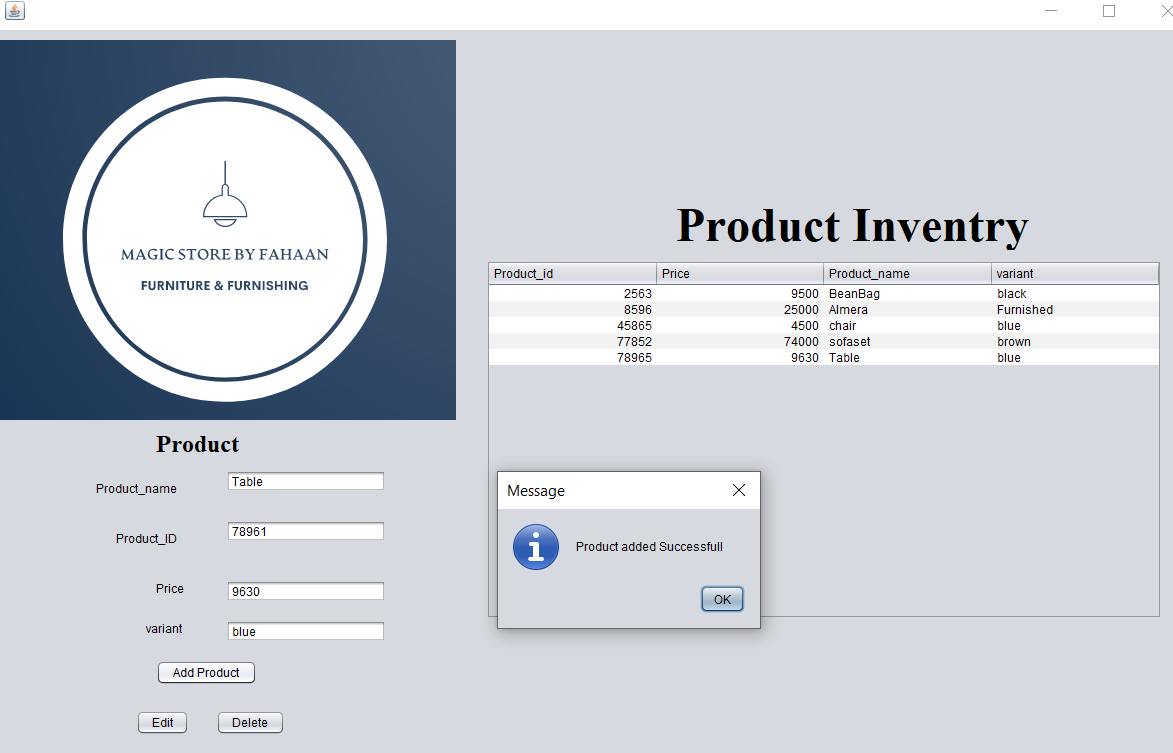 MAGIC STORE BY FAHAAN
FURNITURE & FURNISHING
Product
Product_name Table
Product_ID 78961
Price 9630
variant blue
Add Product
Edit Delete
Product Inventry
Product_id Price Product_name variant
2563 9500 BeanBag black
8596 25000 Almera Furnished
45865 4500 chair blue
77852 74000 sofaset brown
78965 9630 Table blue
Message
Product added Successfull
OK